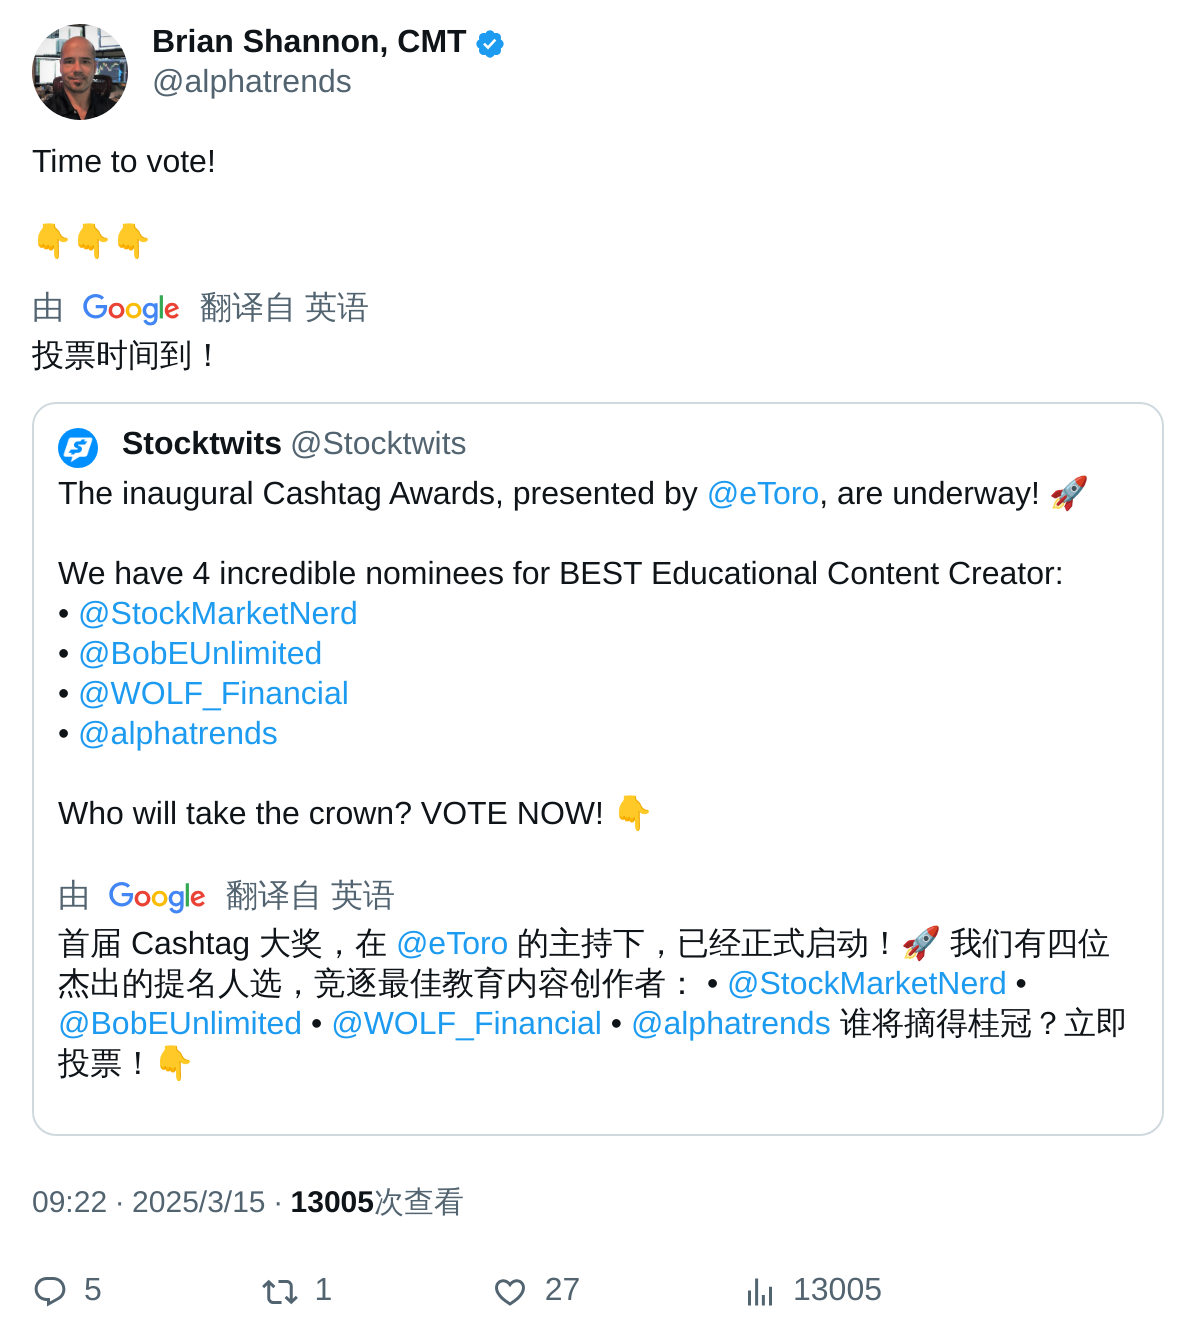 Brian Shannon, CMT
@alphatrends
Time to vote!
👇👇👇
由 Google 翻译自 英语
投票时间到！
Stocktwits @Stocktwits
The inaugural Cashtag Awards, presented by @eToro, are underway! 🚀
We have 4 incredible nominees for BEST Educational Content Creator:
• @StockMarketNerd
• @BobEUnlimited
• @WOLF_Financial
• @alphatrends
Who will take the crown? VOTE NOW! 👇
由 Google 翻译自 英语
首届 Cashtag 大奖，在 @eToro 的主持下，已经正式启动！🚀 我们有四位
杰出的提名人选，竞逐最佳教育内容创作者： • @StockMarketNerd •
@BobEUnlimited • @WOLF_Financial • @alphatrends 谁将摘得桂冠？立即
投票！👇
09:22 · 2025/3/15 · 13005次查看
5 1 27 13005